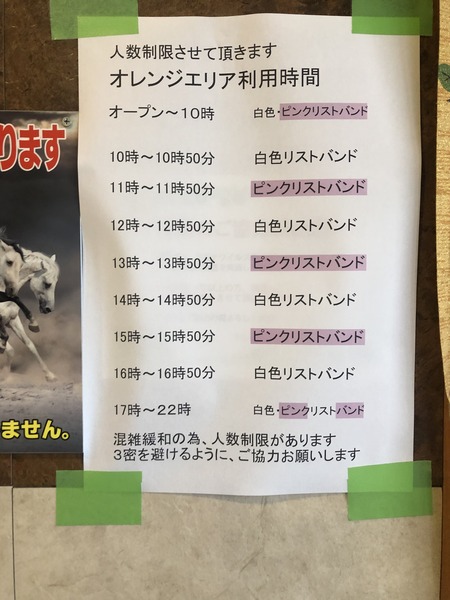 人数制限させて頂きます
オレンジエリア利用時間
オープン～10時 白色・ピンクリストバンド
10時～10時50分 白色リストバンド
11時～11時50分 ピンクリストバンド
12時～12時50分 白色リストバンド
13時～13時50分 ピンクリストバンド
14時～14時50分 白色リストバンド
15時～15時50分 ピンクリストバンド
16時～16時50分 白色リストバンド
17時～22時 白色・ピンクリストバンド
混雑緩和の為、人数制限があります
3密を避けるように、ご協力お願いします
ります
ません。